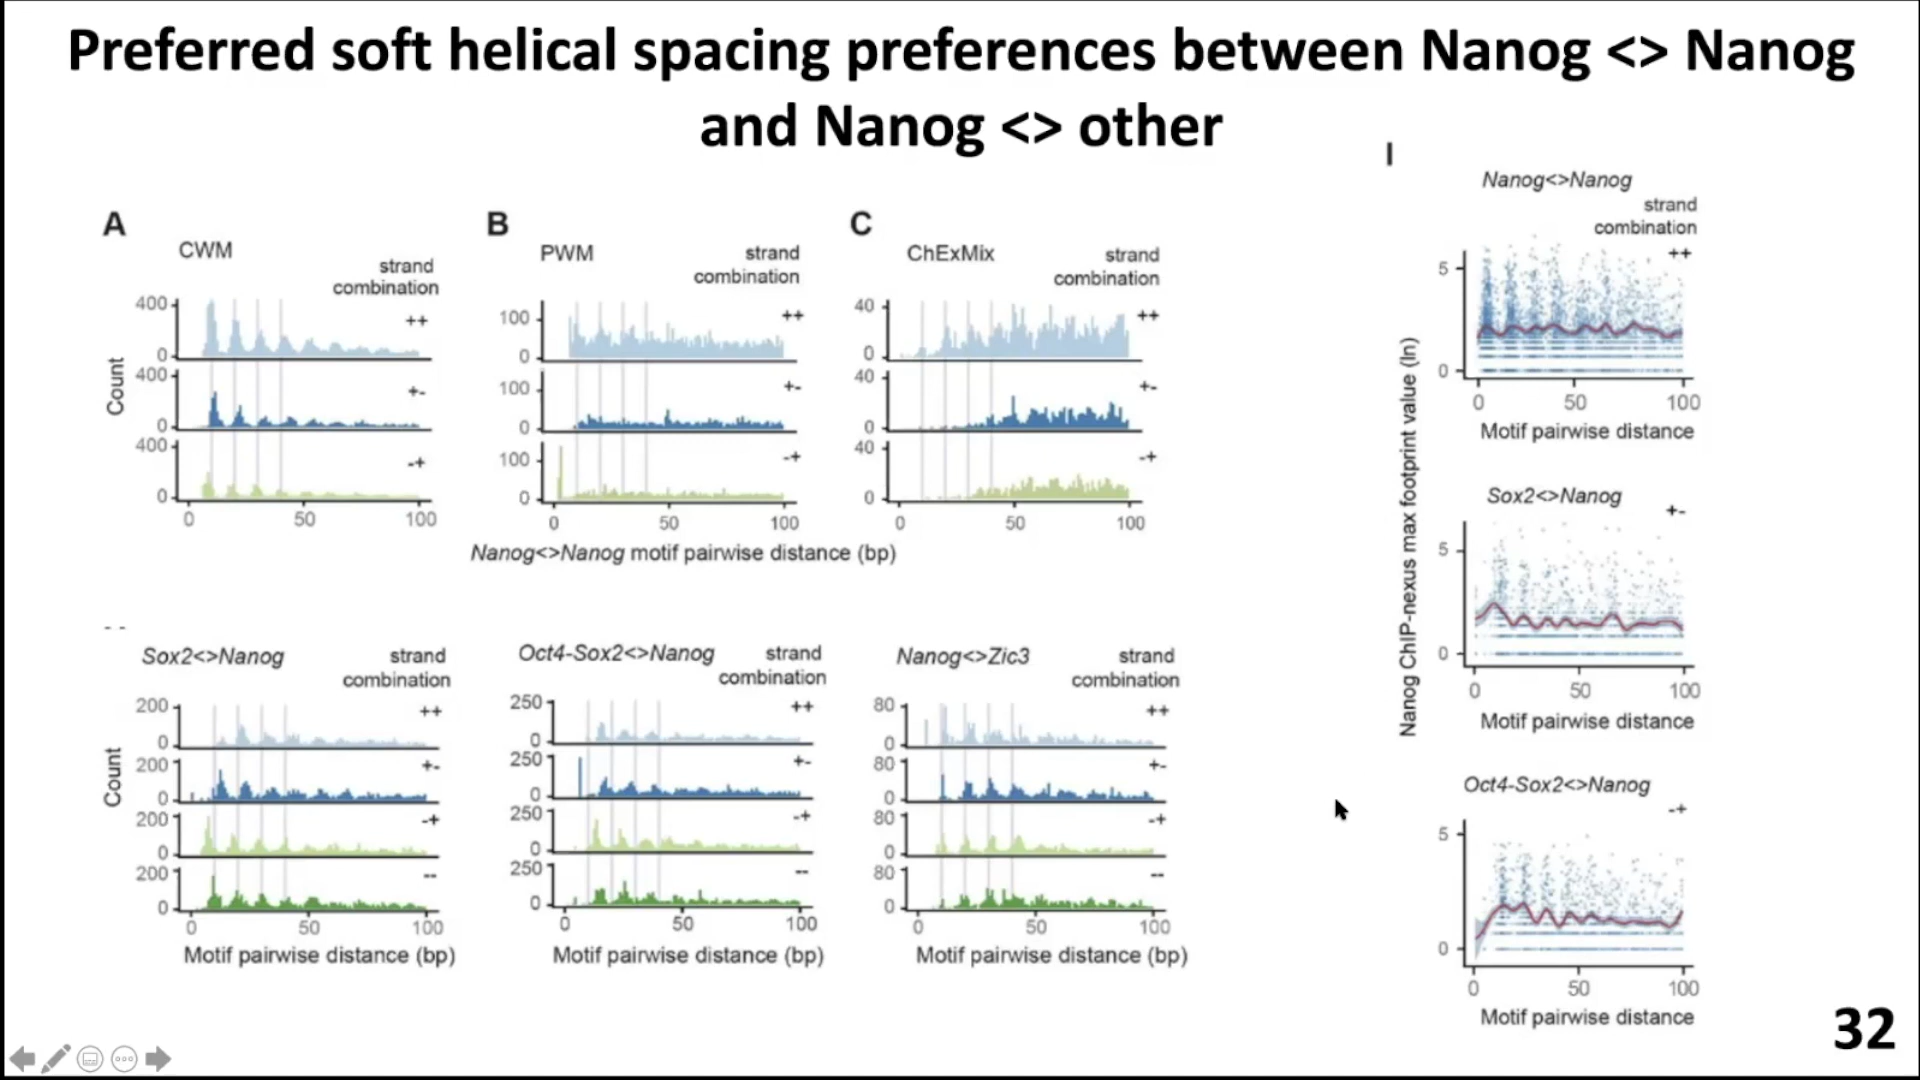 Preferred soft helical spacing preferences between Nanog <> Nanog
and Nanog <> other
A
CWM
strand
combination
400
0
++
400
0
+-
400
0
-+
0 50 100
Count
B
PWM
strand
combination
100
0
++
100
0
+-
100
0
-+
0 50 100
C
ChExMix
strand
combination
40
0
++
40
0
+-
40
0
-+
0 50 100
Nanog<>Nanog motif pairwise distance (bp)
Sox2<>Nanog
strand
combination
200
0
++
200
0
+-
200
0
-+
200
0
--
0 50 100
Count
Motif pairwise distance (bp)
Oct4-Sox2<>Nanog
strand
combination
250
0
++
250
0
+-
250
0
-+
250
0
--
0 50 100
Motif pairwise distance (bp)
Nanog<>Zic3
strand
combination
80
0
++
80
0
+-
80
0
-+
80
0
--
0 50 100
Motif pairwise distance (bp)
I
Nanog ChIP-nexus max footprint value (ln)
Nanog<>Nanog
strand
combination
++
5
0
0 50 100
Motif pairwise distance
Sox2<>Nanog
+-
5
0
0 50 100
Motif pairwise distance
Oct4-Sox2<>Nanog
-+
5
0
0 50 100
Motif pairwise distance
32